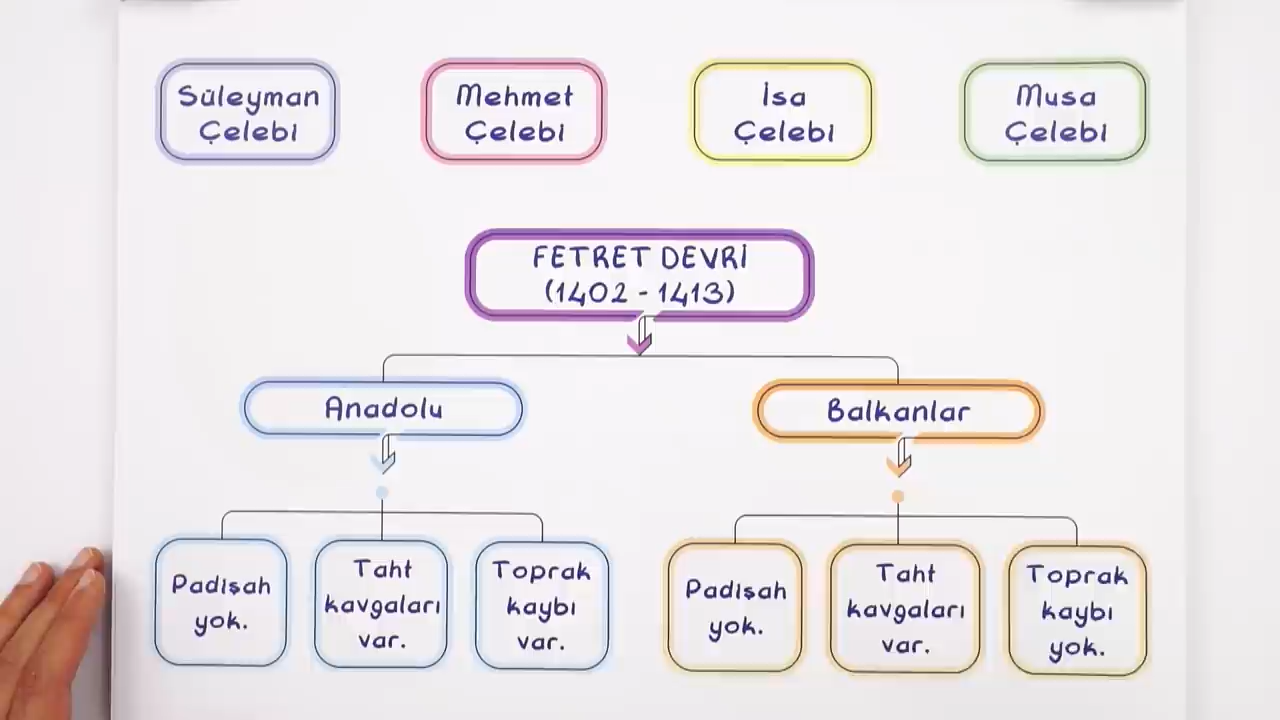 Süleyman
Çelebi
Mehmet
Çelebi
İsa
Çelebi
Musa
Çelebi
FETRET DEVRİ
(1402 - 1413)
Anadolu
Balkanlar
Padişah
yok.
Taht
kavgaları
var.
Toprak
kaybı
var.
Padişah
yok.
Taht
kavgaları
var.
Toprak
kaybı
yok.